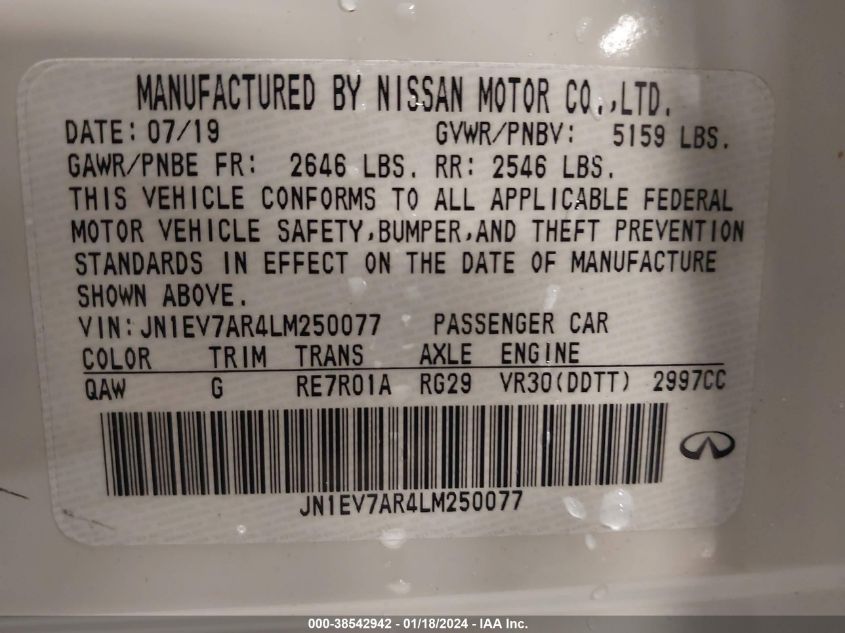 MANUFACTURED BY NISSAN MOTOR CO.,LTD.
DATE: 07/19 GVWR/PNBV: 5159 LBS.
GAWR/PNBE FR: 2646 LBS. RR: 2546 LBS.
THIS VEHICLE CONFORMS TO ALL APPLICABLE FEDERAL
MOTOR VEHICLE SAFETY,BUMPER,AND THEFT PREVENTION
STANDARDS IN EFFECT ON THE DATE OF MANUFACTURE
SHOWN ABOVE.
VIN: JN1EV7AR4LM250077 PASSENGER CAR
COLOR TRIM TRANS AXLE ENGINE
QAW G RE7R01A RG29 VR30(DDTT) 2997CC
JN1EV7AR4LM250077
000-38542942 - 01/18/2024 - IAA Inc.